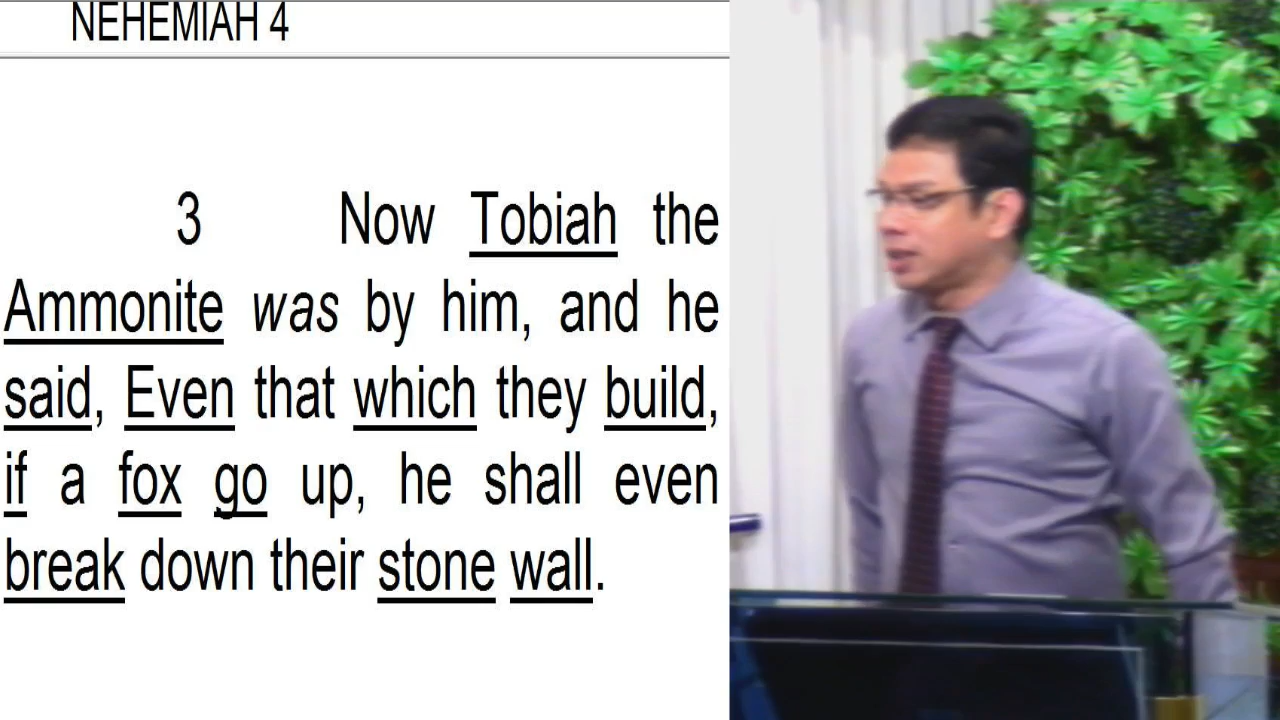 NEHEMIAH 4
3 Now Tobiah the
Ammonite was by him, and he
said, Even that which they build,
if a fox go up, he shall even
break down their stone wall.